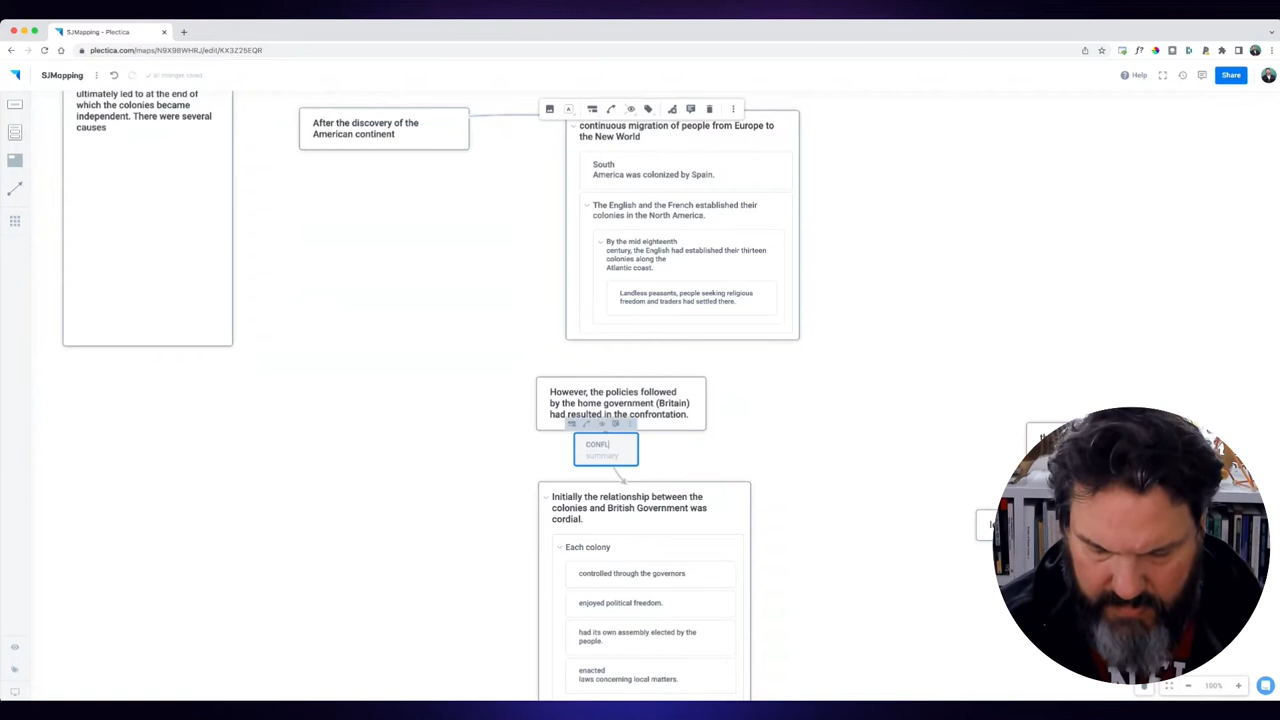 SJMapping - Plectica
plectica.com/maps/N9X9BWHRJ/edit/KX3Z25EQR
SJMapping
all changes saved
Help
Share
ultimately led to at the end of
which the colonies became
independent. There were several
causes
After the discovery of the
American continent
continuous migration of people from Europe to
the New World
South
America was colonized by Spain.
The English and the French established their
colonies in the North America.
By the mid eighteenth
century, the English had established their thirteen
colonies along the
Atlantic coast.
Landless peasants, people seeking religious
freedom and traders had settled there.
However, the policies followed
by the home government (Britain)
had resulted in the confrontation.
CONFL
summary
Initially the relationship between the
colonies and British Government was
cordial.
Each colony
controlled through the governors
enjoyed political freedom.
had its own assembly elected by the
people.
enacted
laws concerning local matters.
100%